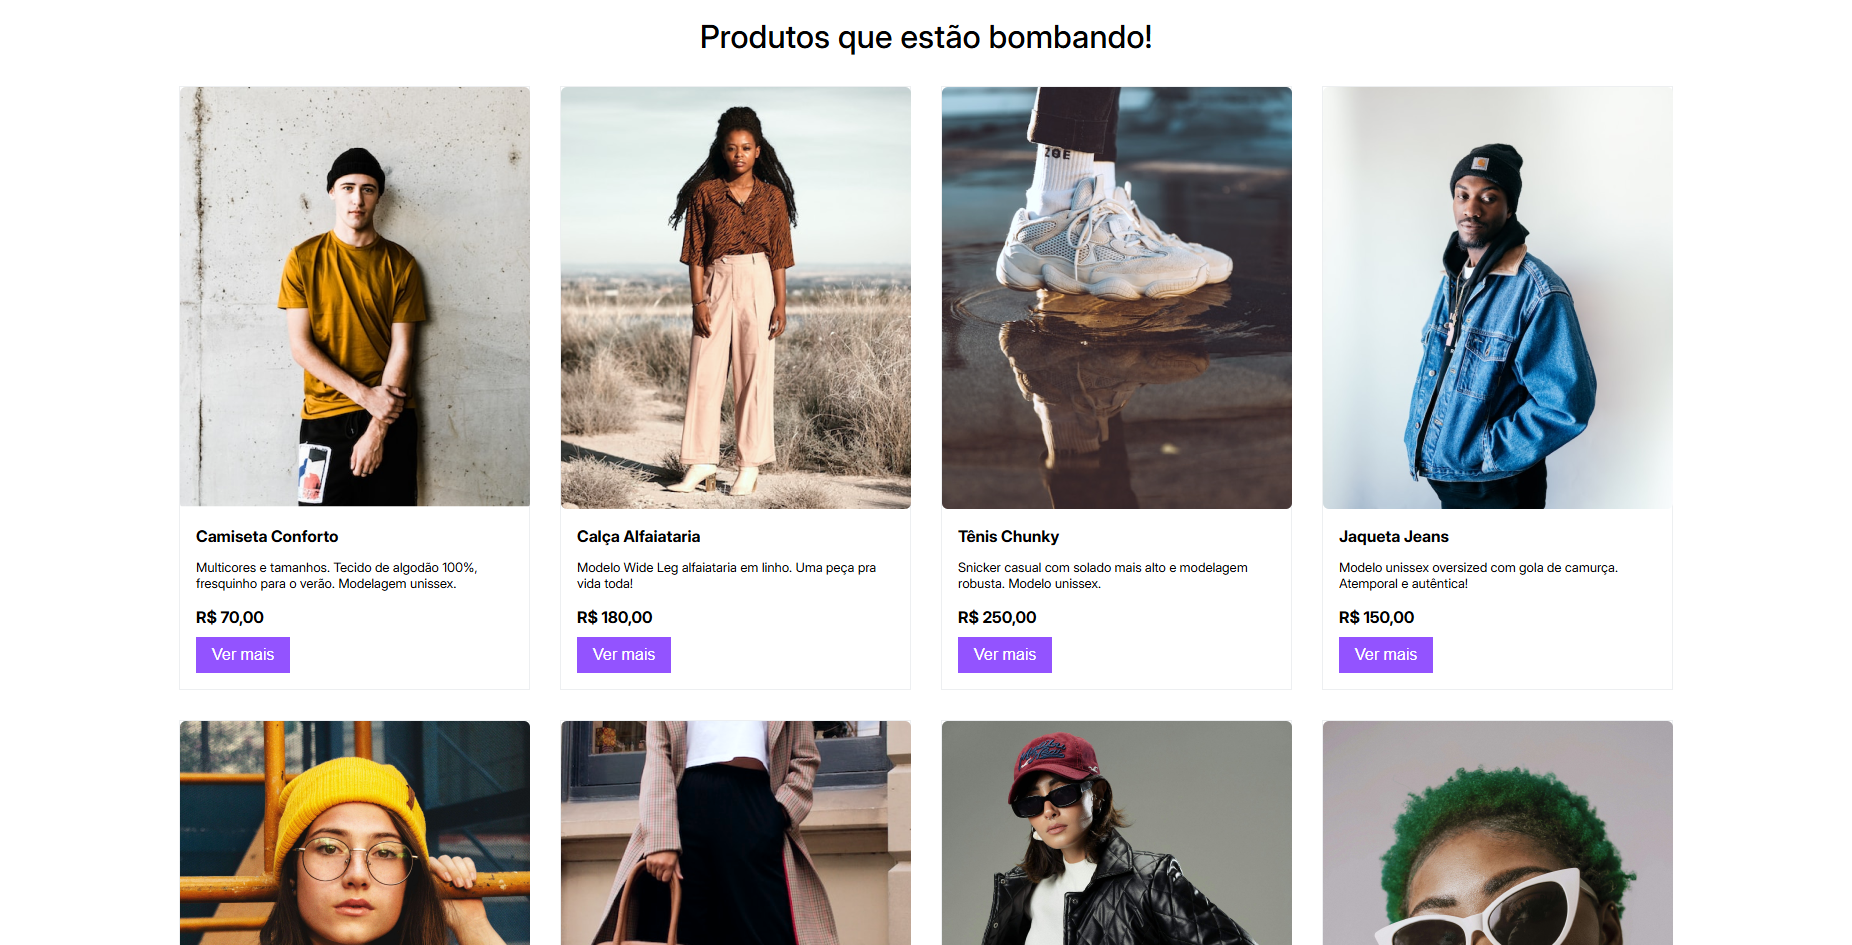 Produtos que estão bombando!
ZOE
Camiseta Conforto
Multicores e tamanhos. Tecido de algodão 100%,
fresquinho para o verão. Modelagem unissex.
R$ 70,00
Ver mais
Calça Alfaiataria
Modelo Wide Leg alfaiataria em linho. Uma peça pra
vida toda!
R$ 180,00
Ver mais
Tênis Chunky
Snicker casual com solado mais alto e modelagem
robusta. Modelo unissex.
R$ 250,00
Ver mais
Jaqueta Jeans
Modelo unissex oversized com gola de camurça.
Atemporal e autêntica!
R$ 150,00
Ver mais